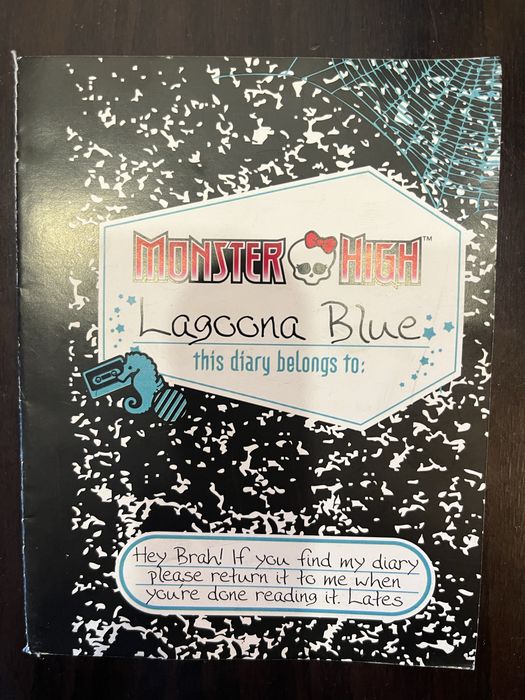 MONSTER HIGH™
Lagoona Blue
this diary belongs to:
Hey Brah! If you find my diary
please return it to me when
you're done reading it. Lates